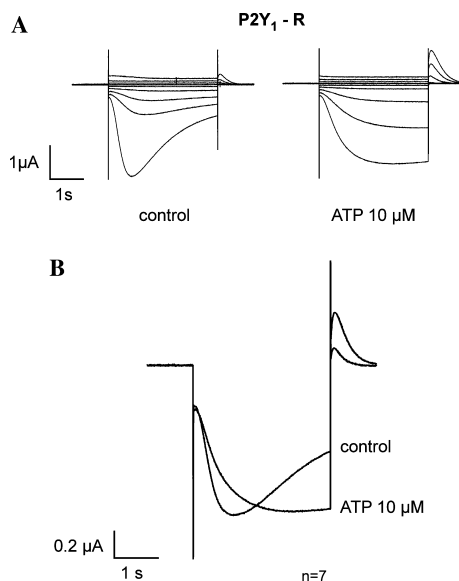 P2Y1 - R
A
1µA
1s
control
ATP 10 µM
B
control
ATP 10 µM
0.2 µA
1 s
n=7